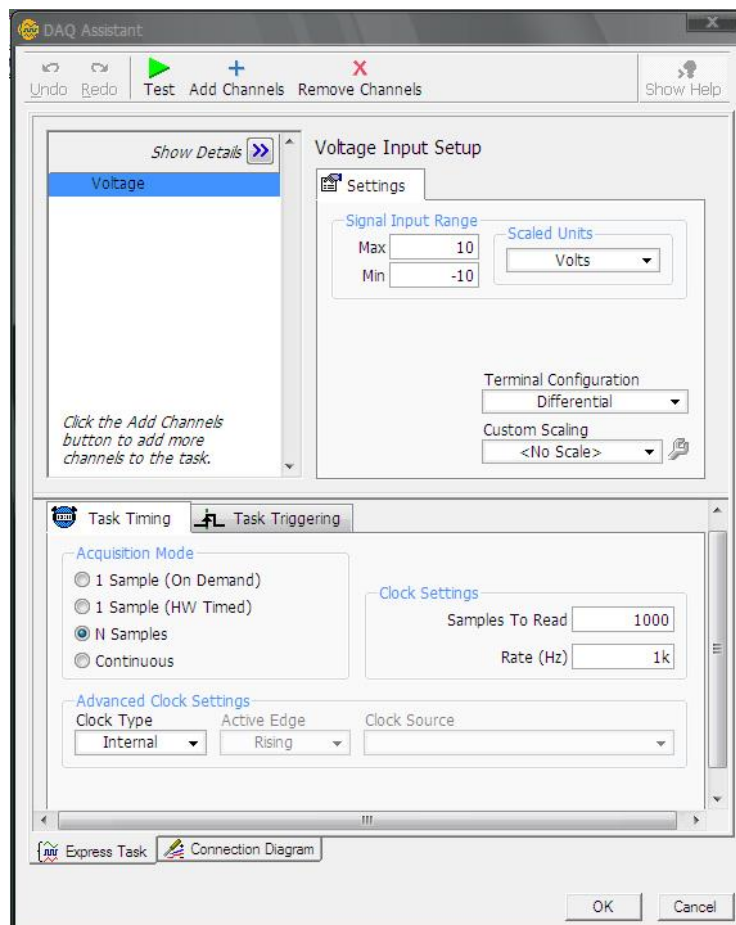 DAQ Assistant
Undo Redo Test Add Channels Remove Channels Show Help
Show Details
Voltage
Click the Add Channels
button to add more
channels to the task.
Voltage Input Setup
Settings
Signal Input Range
Max 10
Min -10
Scaled Units
Volts
Terminal Configuration
Differential
Custom Scaling
<No Scale>
Task Timing Task Triggering
Acquisition Mode
1 Sample (On Demand)
1 Sample (HW Timed)
N Samples
Continuous
Clock Settings
Samples To Read 1000
Rate (Hz) 1k
Advanced Clock Settings
Clock Type Active Edge Clock Source
Internal Rising
Express Task Connection Diagram
OK Cancel